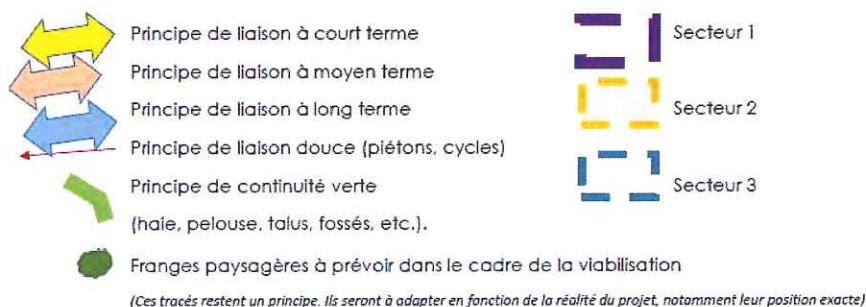 Principe de liaison à court terme
Secteur 1
Principe de liaison à moyen terme
Principe de liaison à long terme
Secteur 2
Principe de liaison douce (piétons, cycles)
Principe de continuité verte
Secteur 3
(haie, pelouse, talus, fossés, etc.).
Franges paysagères à prévoir dans le cadre de la viabilisation
(Ces tracés restent un principe. Ils seront à adapter en fonction de la réalité du projet, notamment leur position exacte)